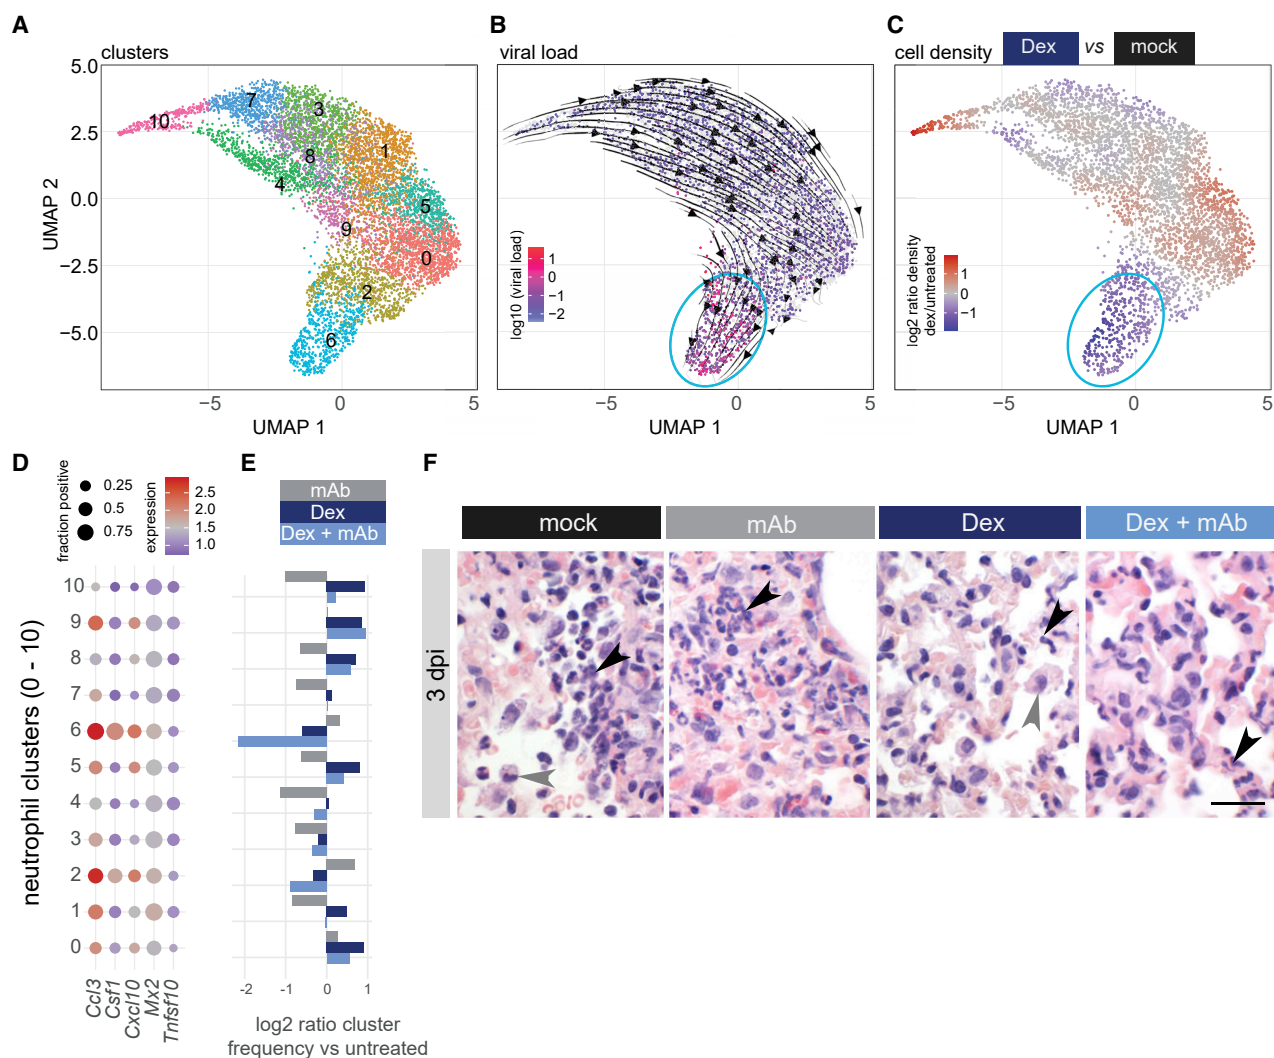 A
clusters
5.0
2.5
0.0
−2.5
−5.0
UMAP 2
−5
0
5
UMAP 1
10
7
3
8
1
4
5
9
0
2
6
B
viral load
log10 (viral load)
1
0
−1
−2
−5
0
5
UMAP 1
C
cell density
Dex
vs
mock
log2 ratio density
dex/untreated
1
0
−1
−5
0
5
UMAP 1
D
fraction positive
0.25
0.5
0.75
expression
2.5
2.0
1.5
1.0
neutrophil clusters (0 - 10)
10
9
8
7
6
5
4
3
2
1
0
Ccl3
Csf1
Cxcl10
Mx2
Tnfsf10
E
mAb
Dex
Dex + mAb
-2
-1
0
1
log2 ratio cluster
frequency vs untreated
F
mock
mAb
Dex
Dex + mAb
3 dpi